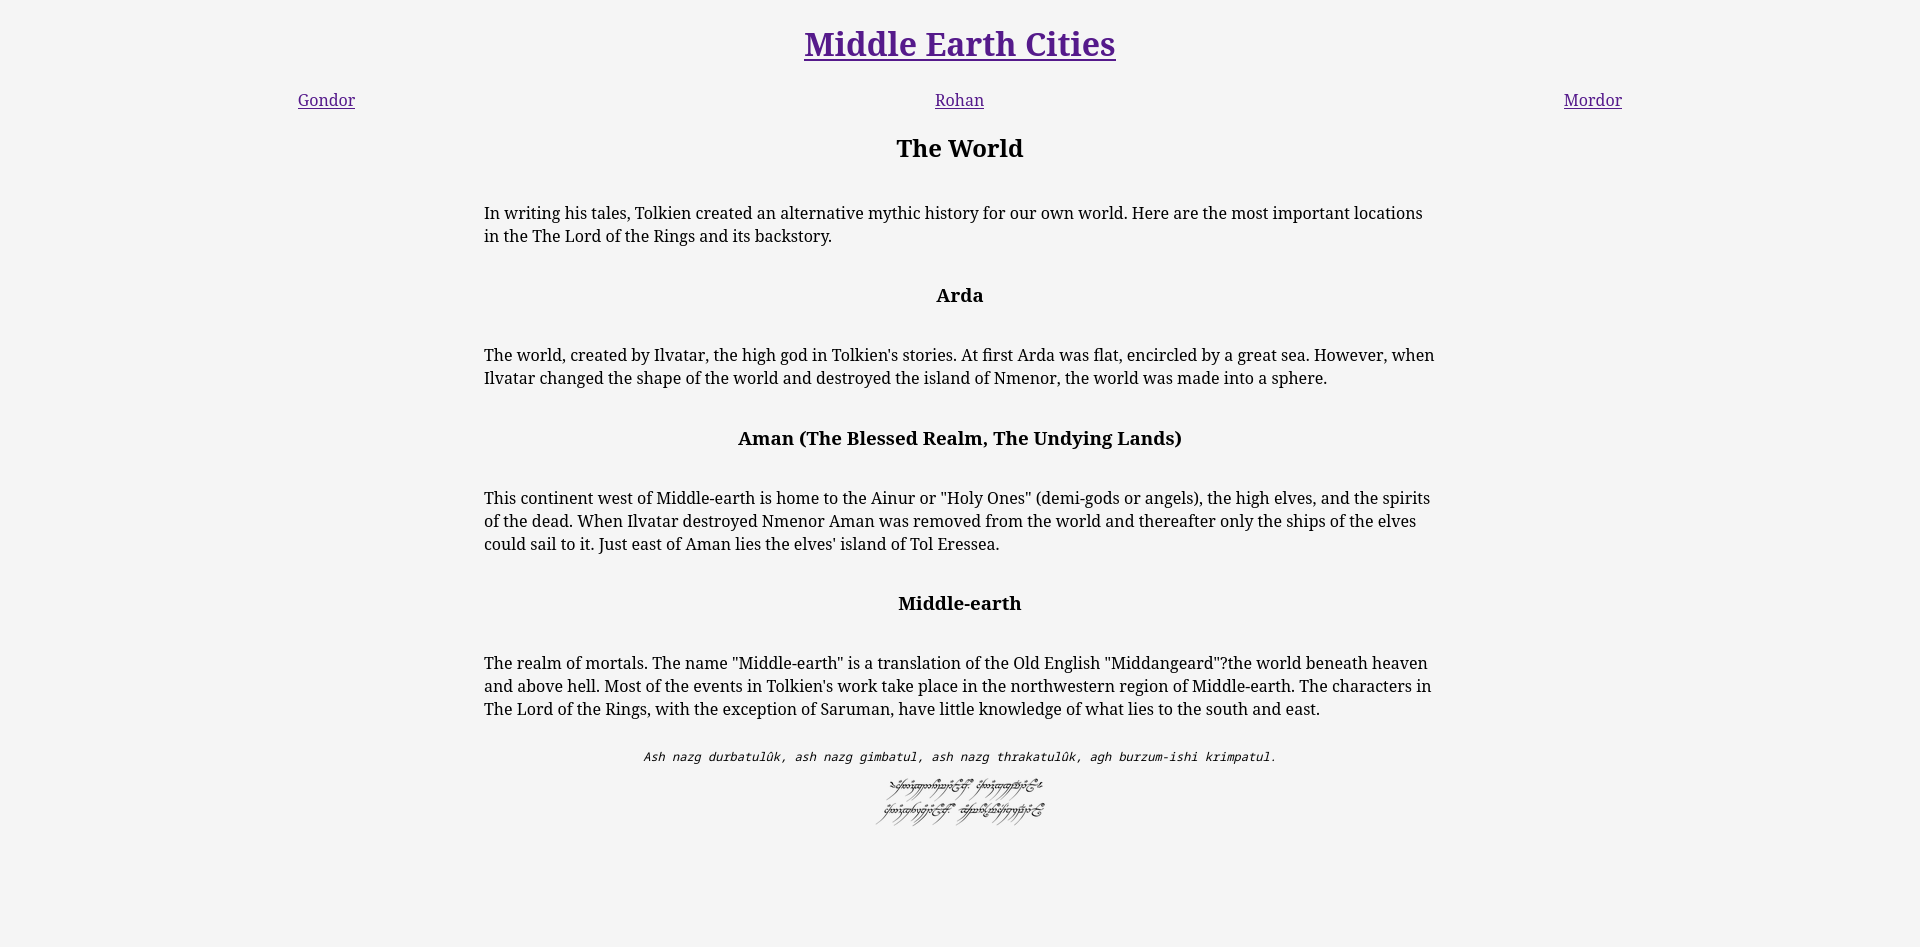 Middle Earth Cities
Gondor Rohan Mordor
The World
In writing his tales, Tolkien created an alternative mythic history for our own world. Here are the most important locations
in the The Lord of the Rings and its backstory.
Arda
The world, created by Ilvatar, the high god in Tolkien's stories. At first Arda was flat, encircled by a great sea. However, when
Ilvatar changed the shape of the world and destroyed the island of Nmenor, the world was made into a sphere.
Aman (The Blessed Realm, The Undying Lands)
This continent west of Middle-earth is home to the Ainur or "Holy Ones" (demi-gods or angels), the high elves, and the spirits
of the dead. When Ilvatar destroyed Nmenor Aman was removed from the world and thereafter only the ships of the elves
could sail to it. Just east of Aman lies the elves' island of Tol Eressea.
Middle-earth
The realm of mortals. The name "Middle-earth" is a translation of the Old English "Middangeard"?the world beneath heaven
and above hell. Most of the events in Tolkien's work take place in the northwestern region of Middle-earth. The characters in
The Lord of the Rings, with the exception of Saruman, have little knowledge of what lies to the south and east.
Ash nazg durbatulûk, ash nazg gimbatul, ash nazg thrakatulûk, agh burzum-ishi krimpatul.